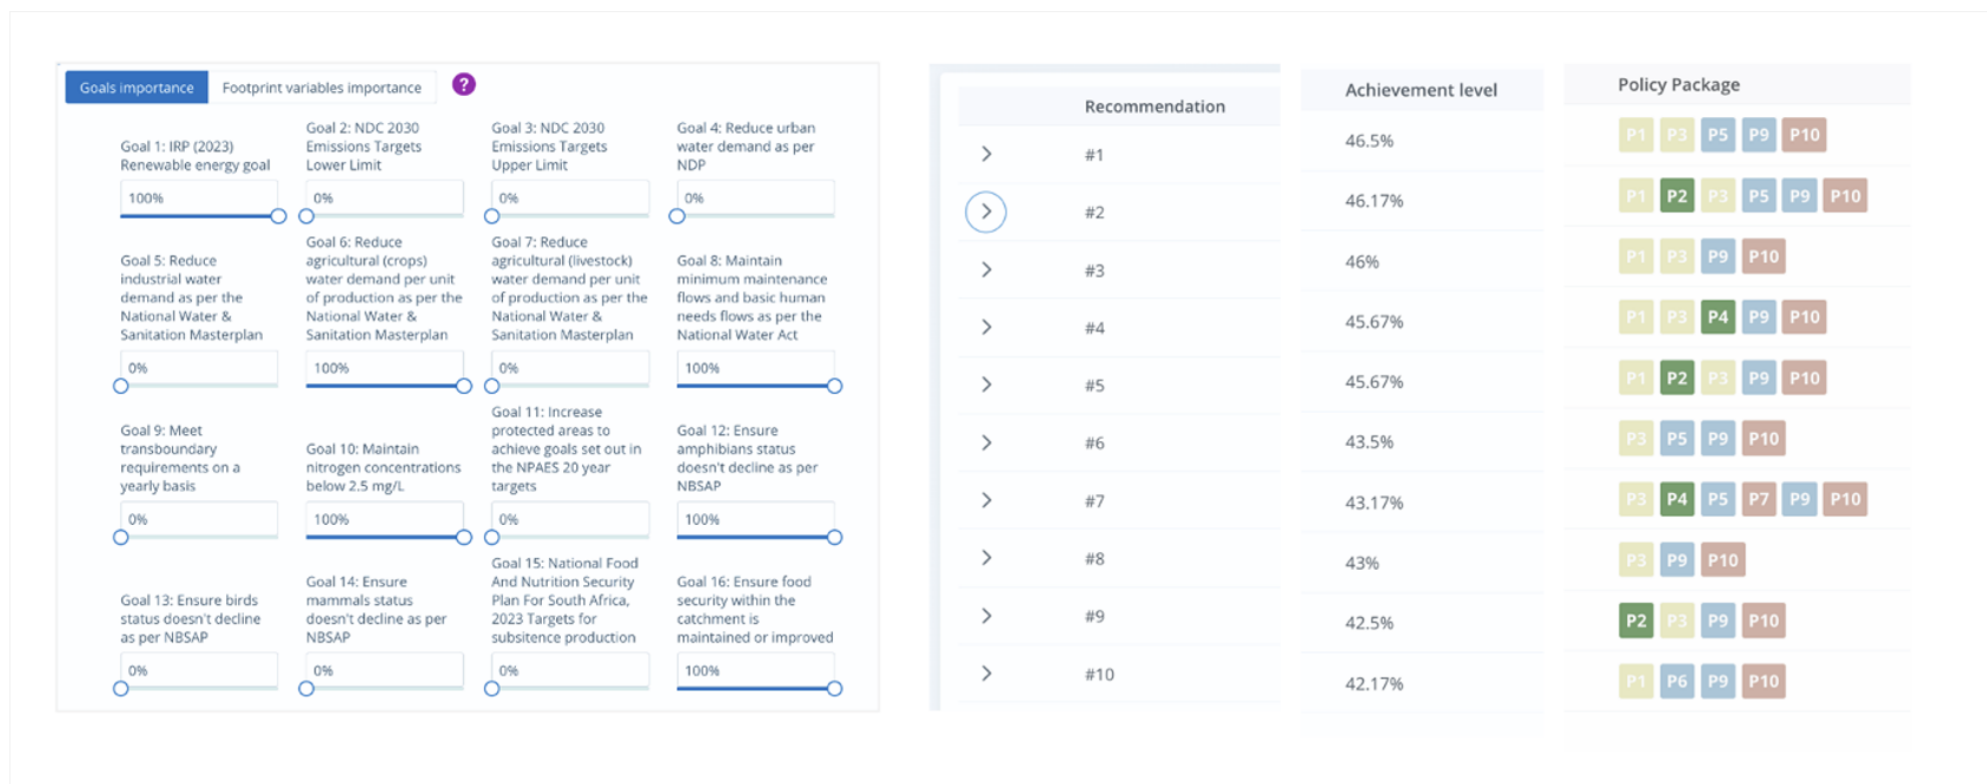 Goals importance
Footprint variables importance
?
Goal 1: IRP (2023)
Renewable energy goal
100%
Goal 2: NDC 2030
Emissions Targets
Lower Limit
0%
Goal 3: NDC 2030
Emissions Targets
Upper Limit
0%
Goal 4: Reduce urban
water demand as per
NDP
0%
Goal 5: Reduce
industrial water
demand as per the
National Water &
Sanitation Masterplan
0%
Goal 6: Reduce
agricultural (crops)
water demand per unit
of production as per the
National Water &
Sanitation Masterplan
100%
Goal 7: Reduce
agricultural (livestock)
water demand per unit
of production as per the
National Water &
Sanitation Masterplan
0%
Goal 8: Maintain
minimum maintenance
flows and basic human
needs flows as per the
National Water Act
100%
Goal 9: Meet
transboundary
requirements on a
yearly basis
0%
Goal 10: Maintain
nitrogen concentrations
below 2.5 mg/L
100%
Goal 11: Increase
protected areas to
achieve goals set out in
the NPAES 20 year
targets
0%
Goal 12: Ensure
amphibians status
doesn't decline as per
NBSAP
100%
Goal 13: Ensure birds
status doesn't decline
as per NBSAP
0%
Goal 14: Ensure
mammals status
doesn't decline as per
NBSAP
0%
Goal 15: National Food
And Nutrition Security
Plan For South Africa,
2023 Targets for
subsitence production
0%
Goal 16: Ensure food
security within the
catchment is
maintained or improved
100%
Recommendation Achievement level Policy Package
#1 46.5% P1 P3 P5 P9 P10
#2 46.17% P1 P2 P3 P5 P9 P10
#3 46% P1 P3 P9 P10
#4 45.67% P1 P3 P4 P9 P10
#5 45.67% P1 P2 P3 P9 P10
#6 43.5% P3 P5 P9 P10
#7 43.17% P3 P4 P5 P7 P9 P10
#8 43% P3 P9 P10
#9 42.5% P2 P3 P9 P10
#10 42.17% P1 P6 P9 P10